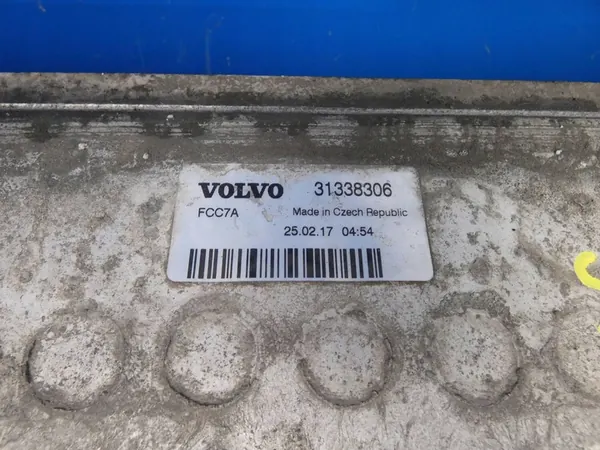 VOLVO 31338306
FCC7A Made in Czech Republic
25.02.17 04:54